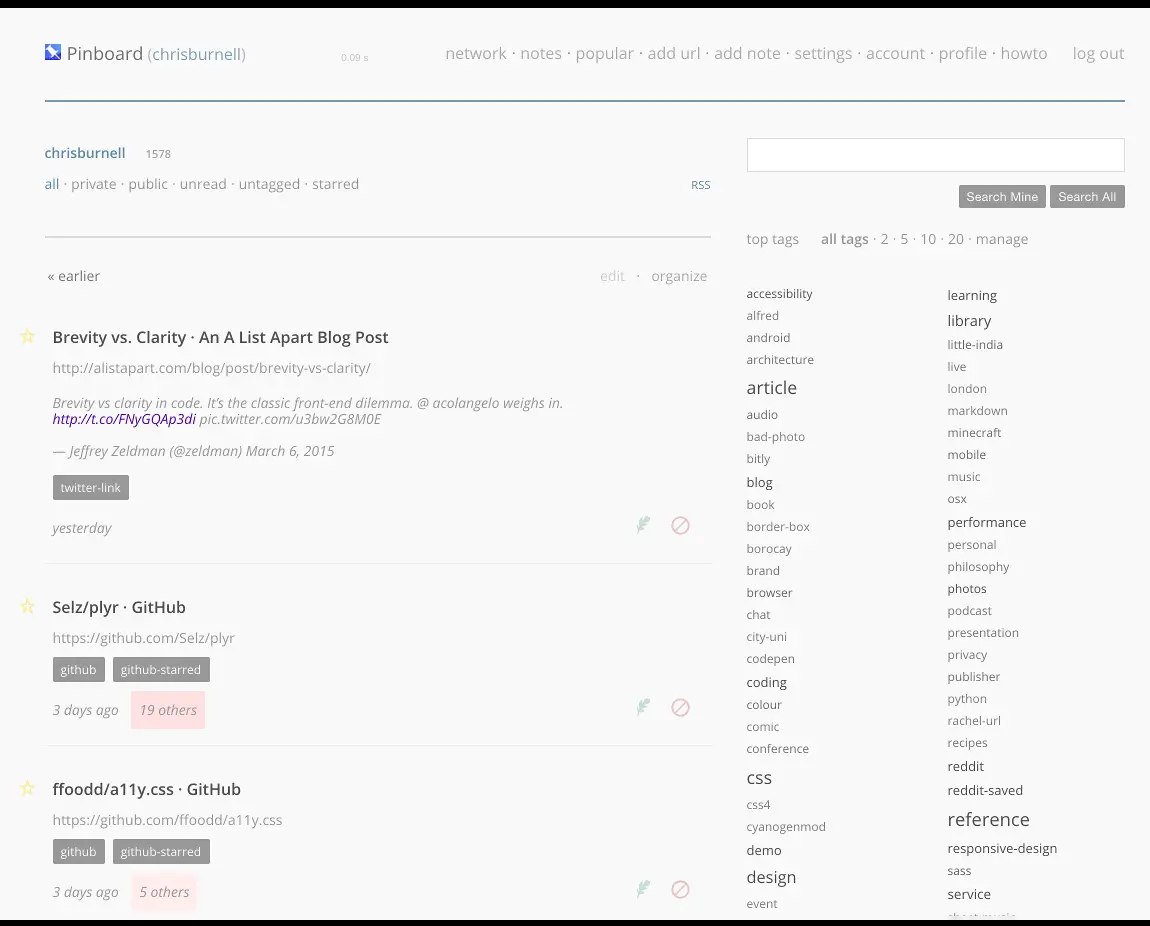 Pinboard (chrisburnell)
0.09 s
network · notes · popular · add url · add note · settings · account · profile · howto
log out
chrisburnell 1578
all · private · public · unread · untagged · starred
RSS
« earlier
edit · organize
Brevity vs. Clarity · An A List Apart Blog Post
http://alistapart.com/blog/post/brevity-vs-clarity/
Brevity vs clarity in code. It's the classic front-end dilemma. @ acolangelo weighs in.
http://t.co/FNyGQAp3di pic.twitter.com/u3bw2G8M0E
— Jeffrey Zeldman (@zeldman) March 6, 2015
twitter-link
yesterday
Selz/plyr · GitHub
https://github.com/Selz/plyr
github github-starred
3 days ago 19 others
ffoodd/a11y.css · GitHub
https://github.com/ffoodd/a11y.css
github github-starred
3 days ago 5 others
Search Mine Search All
top tags all tags · 2 · 5 · 10 · 20 · manage
accessibility
alfred
android
architecture
article
audio
bad-photo
bitly
blog
book
border-box
borocay
brand
browser
chat
city-uni
codepen
coding
colour
comic
conference
css
css4
cyanogenmod
demo
design
event
learning
library
little-india
live
london
markdown
minecraft
mobile
music
osx
performance
personal
philosophy
photos
podcast
presentation
privacy
publisher
python
rachel-url
recipes
reddit
reddit-saved
reference
responsive-design
sass
service